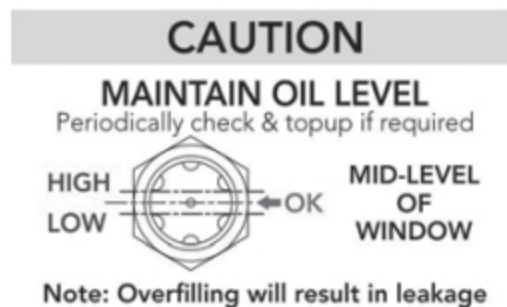 CAUTION
MAINTAIN OIL LEVEL
Periodically check & topup if required
HIGH
LOW
OK
MID-LEVEL
OF
WINDOW
Note: Overfilling will result in leakage